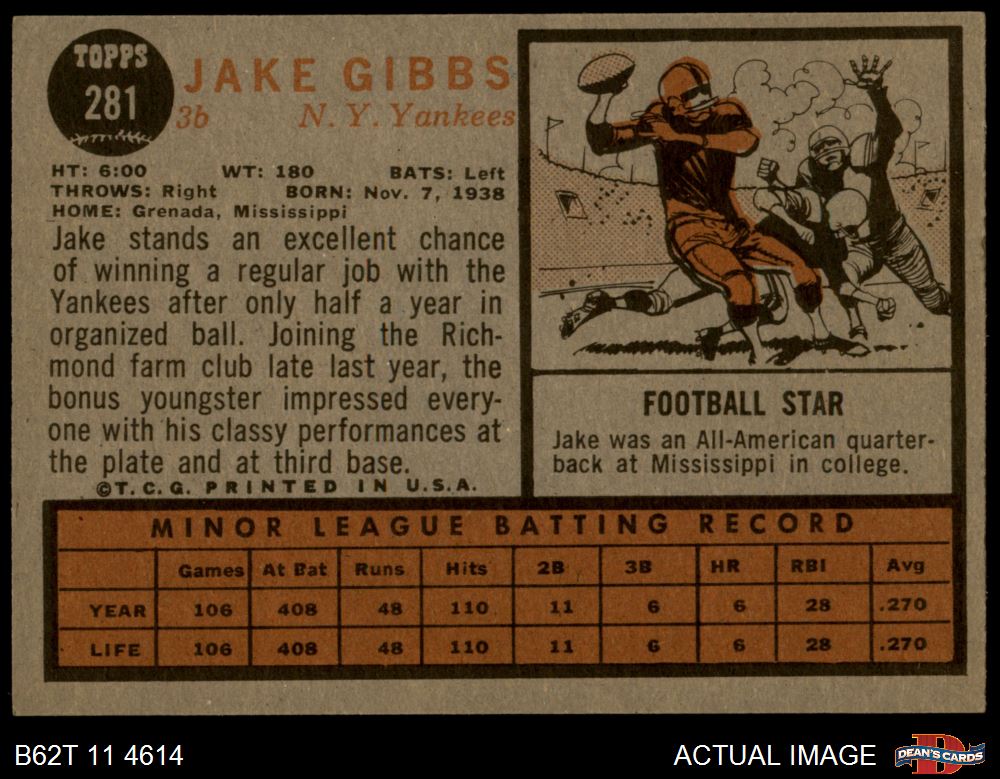 TOPPS
281
JAKE GIBBS
3b N. Y. Yankees
HT: 6:00 WT: 180 BATS: Left
THROWS: Right BORN: Nov. 7, 1938
HOME: Grenada, Mississippi
Jake stands an excellent chance
of winning a regular job with the
Yankees after only half a year in
organized ball. Joining the Rich-
mond farm club late last year, the
bonus youngster impressed every-
one with his classy performances at
the plate and at third base.
©T.C.G. PRINTED IN U.S.A.
FOOTBALL STAR
Jake was an All-American quarter-
back at Mississippi in college.
MINOR LEAGUE BATTING RECORD
Games At Bat Runs Hits 2B 3B HR RBI Avg
YEAR 106 408 48 110 11 6 6 28 .270
LIFE 106 408 48 110 11 6 6 28 .270
B62T 11 4614 ACTUAL IMAGE DEAN'S CARDS